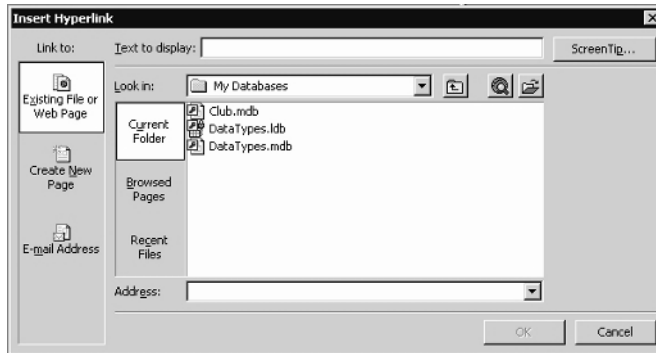 Insert Hyperlink
Link to:
Text to display:
ScreenTip...
Existing File or
Web Page
Look in:
My Databases
Current
Folder
Club.mdb
DataTypes.ldb
DataTypes.mdb
Create New
Page
Browsed
Pages
E-mail Address
Recent
Files
Address:
OK
Cancel